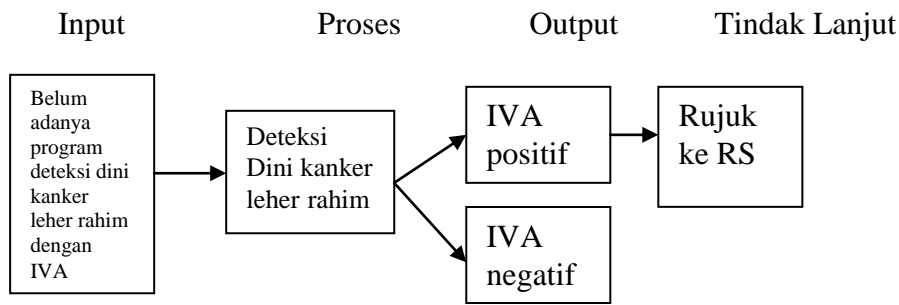 Input Proses Output Tindak Lanjut
Belum
adanya
program
deteksi dini
kanker
leher rahim
dengan
IVA
Deteksi
Dini kanker
leher rahim
IVA
positif
IVA
negatif
Rujuk
ke RS